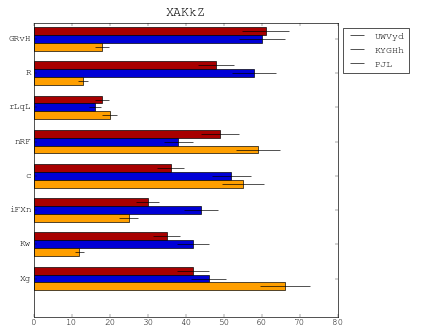 XAKkZ
GRvH
R
rLqL
nRF
c
iFXn
Kw
Xg
0 10 20 30 40 50 60 70 80
UWVyd
KYGHh
PJL